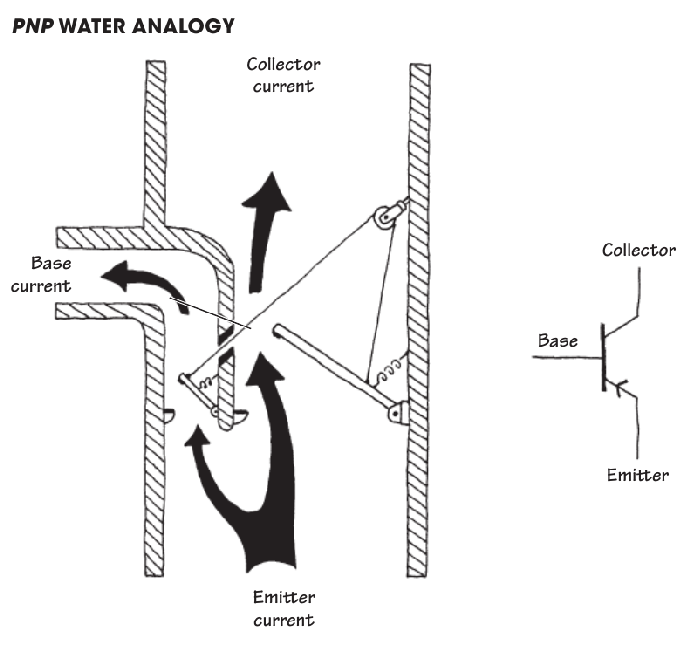 PNP WATER ANALOGY
Collector
current
Base
current
Emitter
current
Collector
Base
Emitter